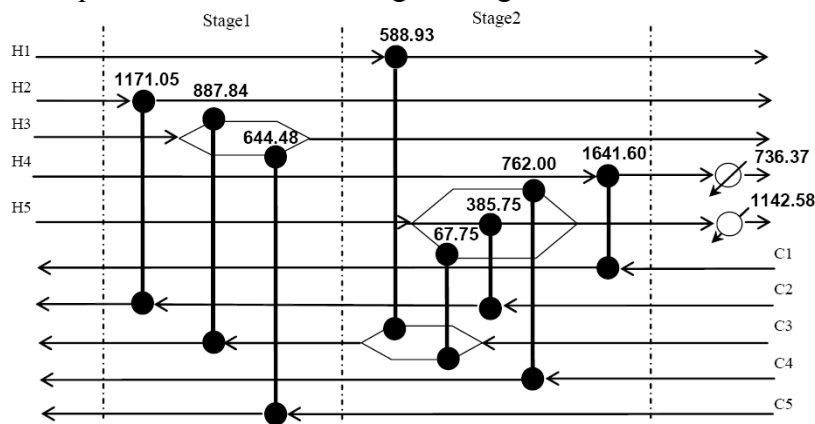 Stage1
Stage2
H1
588.93
H2
1171.05
887.84
H3
644.48
H4
762.00
1641.60
736.37
H5
385.75
1142.58
67.75
C1
C2
C3
C4
C5